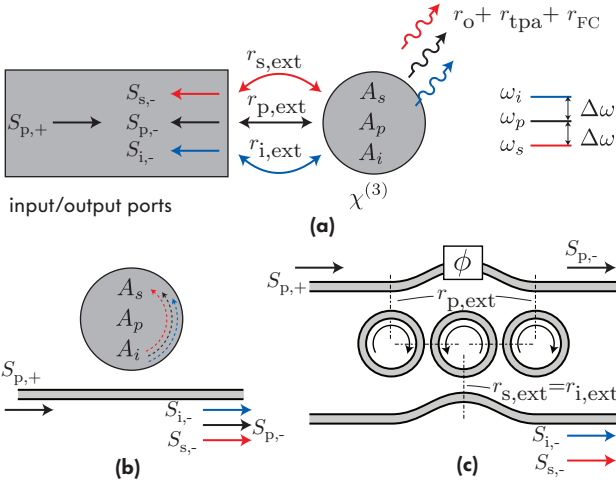 r_o + r_tpa + r_FC
r_s,ext
S_s,-
A_s
ω_i
r_p,ext
Δω
S_p,+
S_p,-
A_p
ω_p
Δω
S_i,-
r_i,ext
A_i
ω_s
χ^(3)
input/output ports
(a)
A_s
A_p
A_i
S_p,+
S_i,-
S_p,-
S_s,-
(b)
S_p,+
ϕ
S_p,-
r_p,ext
r_s,ext=r_i,ext
S_i,-
S_s,-
(c)